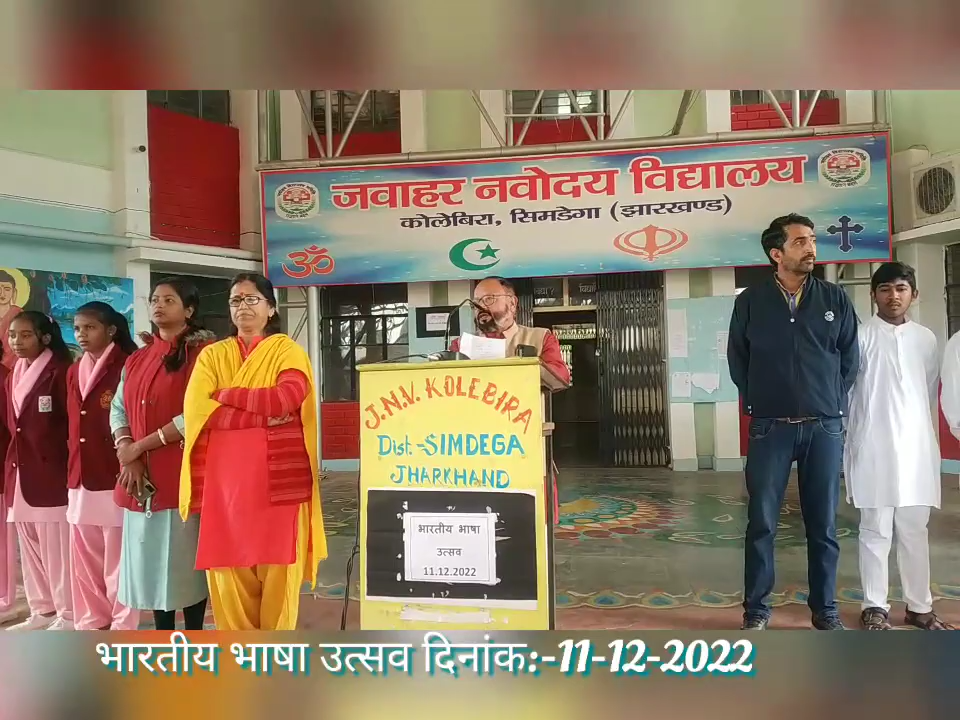 जवाहर नवोदय विद्यालय
कोलेबिरा, सिमडेगा (झारखण्ड)
J.N.V. KOLEBIRA
Dist.-SIMDEGA
JHARKHAND
भारतीय भाषा
उत्सव
11.12.2022
भारतीय भाषा उत्सव दिनांक:-11-12-2022